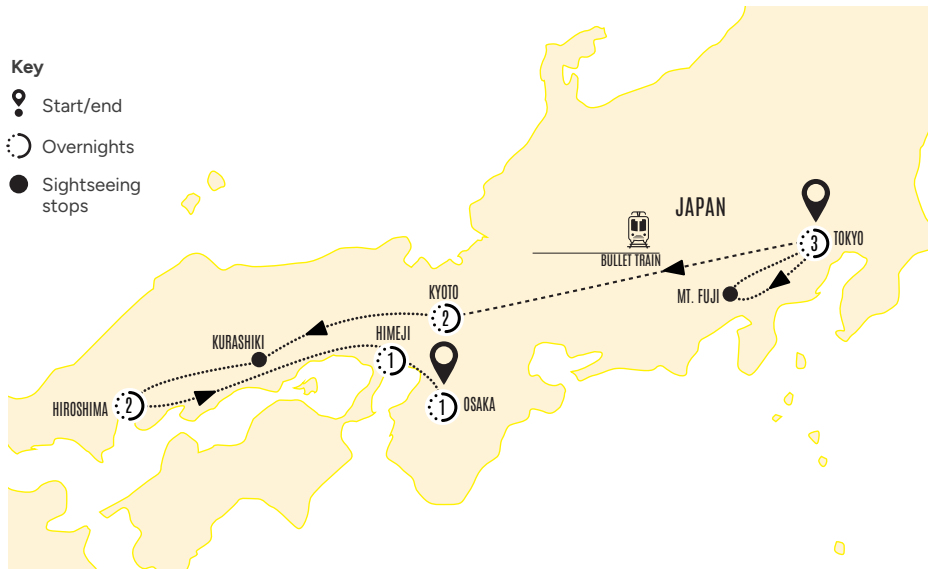 Key
Start/end
Overnights
Sightseeing
stops
JAPAN
3
TOKYO
BULLET TRAIN
MT. FUJI
KYOTO
2
HIMEJI
1
KURASHIKI
HIROSHIMA
2
1
OSAKA